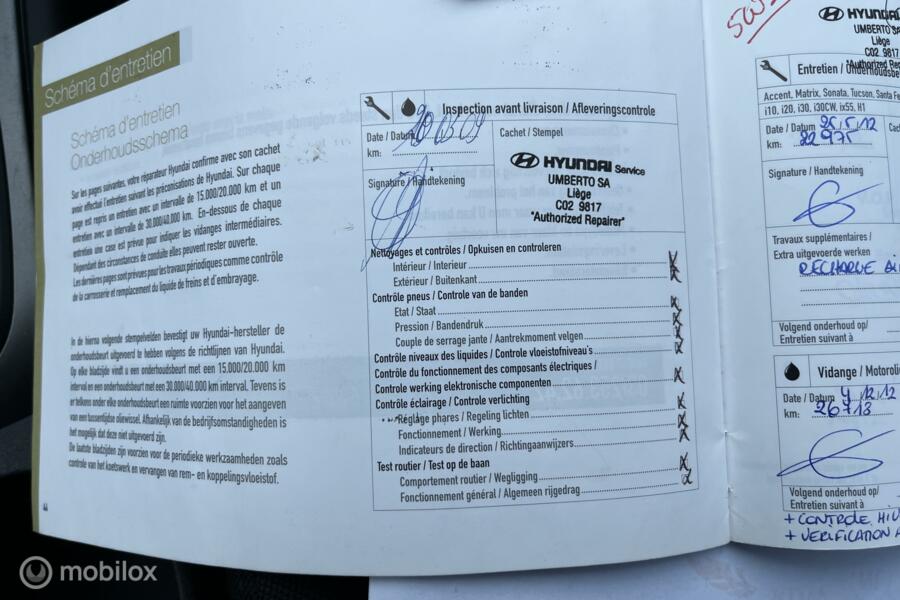 Schéma d'entretien
Schéma d'entretien
Onderhoudsschema
Sur les pages suivantes, votre réparateur Hyundai confirme avec son cachet
avoir effectué l'entretien suivant les préconisations de Hyundai. Sur chaque
page est repris un entretien avec un intervalle de 15.000/20.000 km et un
entretien avec un intervalle de 30.000/40.000 km. En-dessous de chaque
entretien une case est prévue pour indiquer les vidanges intermédiaires.
Dépendant des circonstances de conduite elles peuvent rester ouverte.
Les dernières pages sont prévues pour les travaux périodiques comme contrôle
de la carrosserie et remplacement du liquide de freins et d'embrayage.
In de hierna volgende stempelvelden bevestigt uw Hyundai-hersteller de
onderhoudsbeurt uitgevoerd te hebben volgens de richtlijnen van Hyundai.
Op elke bladzijde vindt u een onderhoudsbeurt met een 15.000/20.000 km
interval en een onderhoudsbeurt met een 30.000/40.000 km interval. Tevens is
er telkens onder elke onderhoudsbeurt een ruimte voorzien voor het aangeven
van een tussentijdse oliewissel. Afhankelijk van de bedrijfsomstandigheden is
het mogelijk dat deze niet uitgevoerd zijn.
De laatste bladzijden zijn voorzien voor de periodieke werkzaamheden zoals
controle van het koetswerk en vervangen van rem- en koppelingsvloeistof.
44
Inspection avant livraison / Afleveringscontrole
Date / Datum
km:
Cachet / Stempel
Signature / Handtekening
HYUNDAI Service
UMBERTO SA
Liège
CO2 9817
"Authorized Repairer"
Nettoyages et contrôles / Opkuisen en controleren
Intérieur / Interieur
Extérieur / Buitenkant
Contrôle pneus / Controle van de banden
Etat / Staat
Pression / Bandendruk
Couple de serrage jante / Aantrekmoment velgen
Contrôle niveaux des liquides / Controle vloeistofniveau's
Contrôle du fonctionnement des composants électriques /
Controle werking elektronische componenten
Contrôle éclairage / Controle verlichting
Réglage phares / Regeling lichten
Fonctionnement / Werking
Indicateurs de direction / Richtingaanwijzers
Test routier / Test op de baan
Comportement routier / Wegligging
Fonctionnement général / Algemeen rijgedrag
HYUNDAI
UMBERTO SA
Liège
CO2 9817
"Authorized Rep
Entretien / Onderhoudsbe
Accent, Matrix, Sonata, Tucson, Santa Fe
i10, i20, i30, i30CW, ix55, H1
Date / Datum 25/5/12
km: 22975
Signature / Handtekening
Travaux supplémentaires /
Extra uitgevoerde werken
RECHARGE
Volgend onderhoud op/
Entretien suivant à
Vidange / Motoroli
Date / Datum 4/12/12
km: 26713
Volgend onderhoud op/
Entretien suivant à
+ CONTROLE
+ VERIFICATION
mobilox